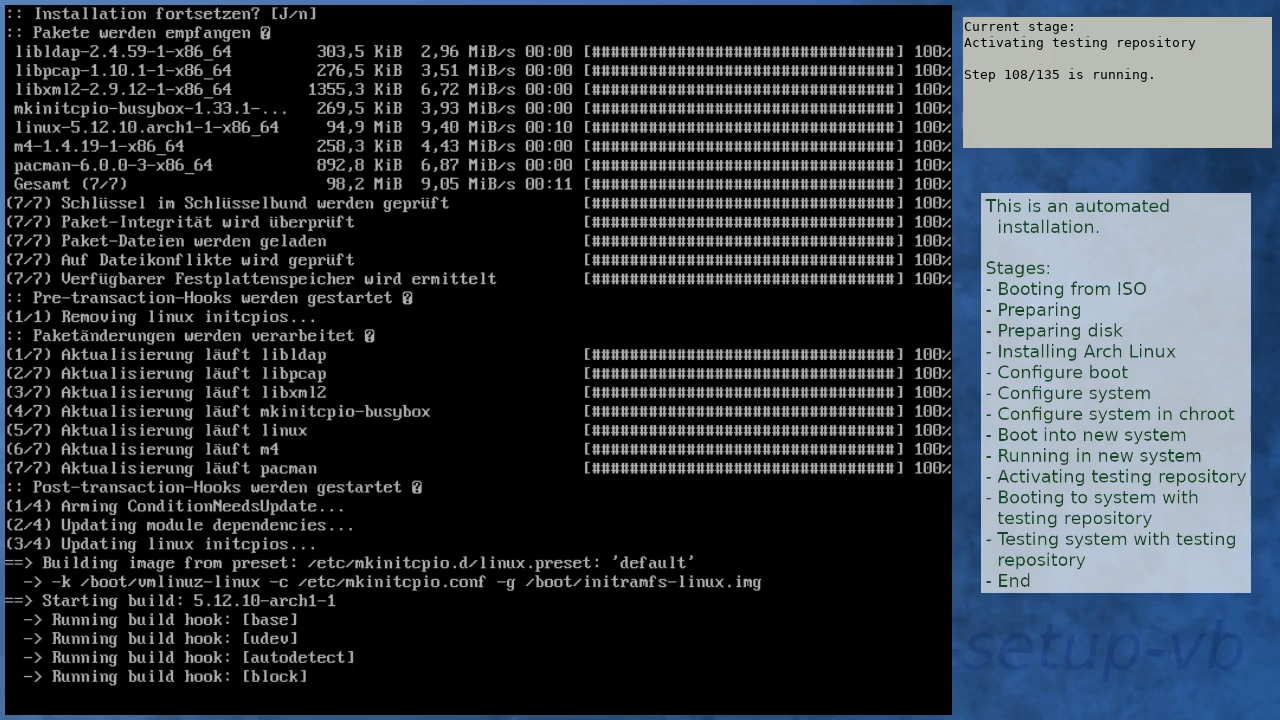 :: Installation fortsetzen? [J/n]
:: Pakete werden empfangen
libldap-2.4.59-1-x86_64 303,5 KiB 2,96 MiB/s 00:00 [################################] 100%
libpcap-1.10.1-1-x86_64 276,5 KiB 3,51 MiB/s 00:00 [################################] 100%
libxml2-2.9.12-1-x86_64 1355,3 KiB 6,72 MiB/s 00:00 [################################] 100%
mkinitcpio-busybox-1.33.1-... 269,5 KiB 3,93 MiB/s 00:00 [################################] 100%
linux-5.12.10.arch1-1-x86_64 94,9 MiB 9,40 MiB/s 00:10 [################################] 100%
m4-1.4.19-1-x86_64 258,3 KiB 4,43 MiB/s 00:00 [################################] 100%
pacman-6.0.0-3-x86_64 892,8 KiB 6,87 MiB/s 00:00 [################################] 100%
Gesamt (7/7) 98,2 MiB 9,05 MiB/s 00:11 [################################] 100%
(7/7) Schlüssel im Schlüsselbund werden geprüft [################################] 100%
(7/7) Paket-Integrität wird überprüft [################################] 100%
(7/7) Paket-Dateien werden geladen [################################] 100%
(7/7) Auf Dateikonflikte wird geprüft [################################] 100%
(7/7) Verfügbarer Festplattenspeicher wird ermittelt [################################] 100%
:: Pre-transaction-Hooks werden gestartet
(1/1) Removing linux initcpios...
:: Paketänderungen werden verarbeitet
(1/7) Aktualisierung läuft libldap [################################] 100%
(2/7) Aktualisierung läuft libpcap [################################] 100%
(3/7) Aktualisierung läuft libxml2 [################################] 100%
(4/7) Aktualisierung läuft mkinitcpio-busybox [################################] 100%
(5/7) Aktualisierung läuft linux [################################] 100%
(6/7) Aktualisierung läuft m4 [################################] 100%
(7/7) Aktualisierung läuft pacman [################################] 100%
:: Post-transaction-Hooks werden gestartet
(1/4) Arming ConditionNeedsUpdate...
(2/4) Updating module dependencies...
(3/4) Updating linux initcpios...
==> Building image from preset: /etc/mkinitcpio.d/linux.preset: 'default'
-> -k /boot/vmlinuz-linux -c /etc/mkinitcpio.conf -g /boot/initramfs-linux.img
==> Starting build: 5.12.10-arch1-1
-> Running build hook: [base]
-> Running build hook: [udev]
-> Running build hook: [autodetect]
-> Running build hook: [block]
Current stage:
Activating testing repository
Step 108/135 is running.
This is an automated
installation.
Stages:
- Booting from ISO
- Preparing
- Preparing disk
- Installing Arch Linux
- Configure boot
- Configure system
- Configure system in chroot
- Boot into new system
- Running in new system
- Activating testing repository
- Booting to system with
testing repository
- Testing system with testing
repository
- End
-setup-vb